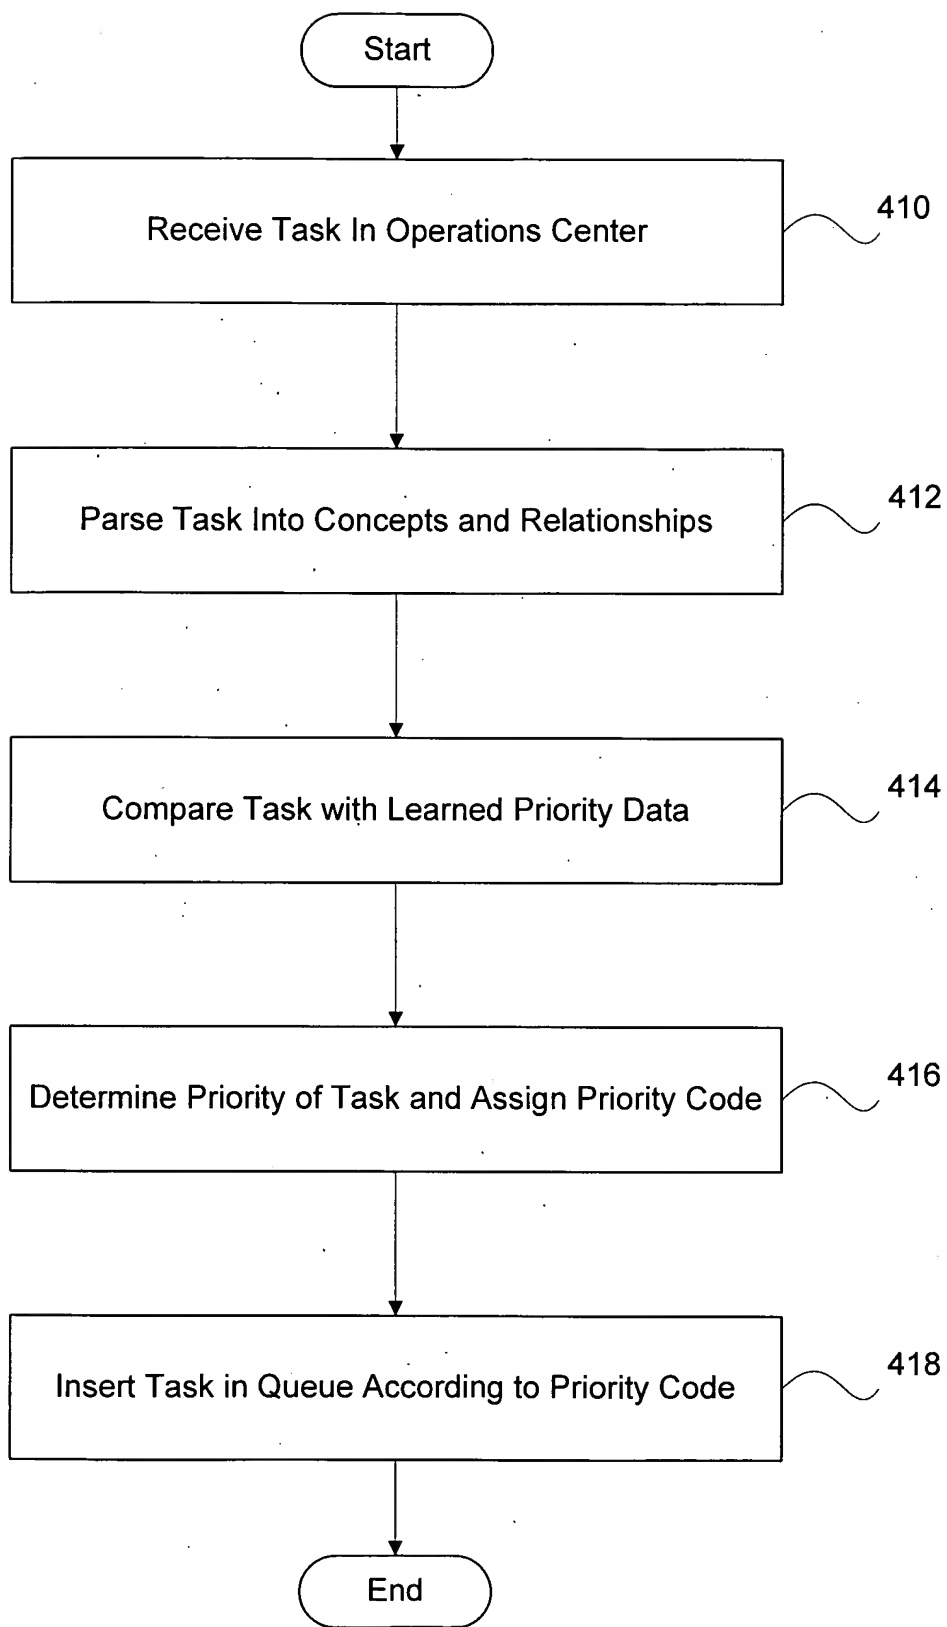 Start
Receive Task In Operations Center
410
Parse Task Into Concepts and Relationships
412
Compare Task with Learned Priority Data
414
Determine Priority of Task and Assign Priority Code
416
Insert Task in Queue According to Priority Code
418
End